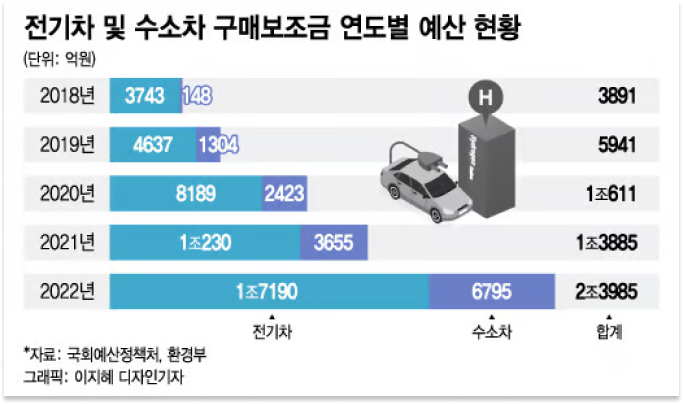 전기차 및 수소차 구매보조금 연도별 예산 현황
(단위: 억원)
H
2018년 3743 148 3891
2019년 4637 1304 5941
Hydrogen
2020년 8189 2423 1조611
2021년 1조230 3655 1조3885
2022년 1조7190 6795 2조3985
전기차 수소차 합계
*자료: 국회예산정책처, 환경부
그래픽: 이지혜 디자인기자